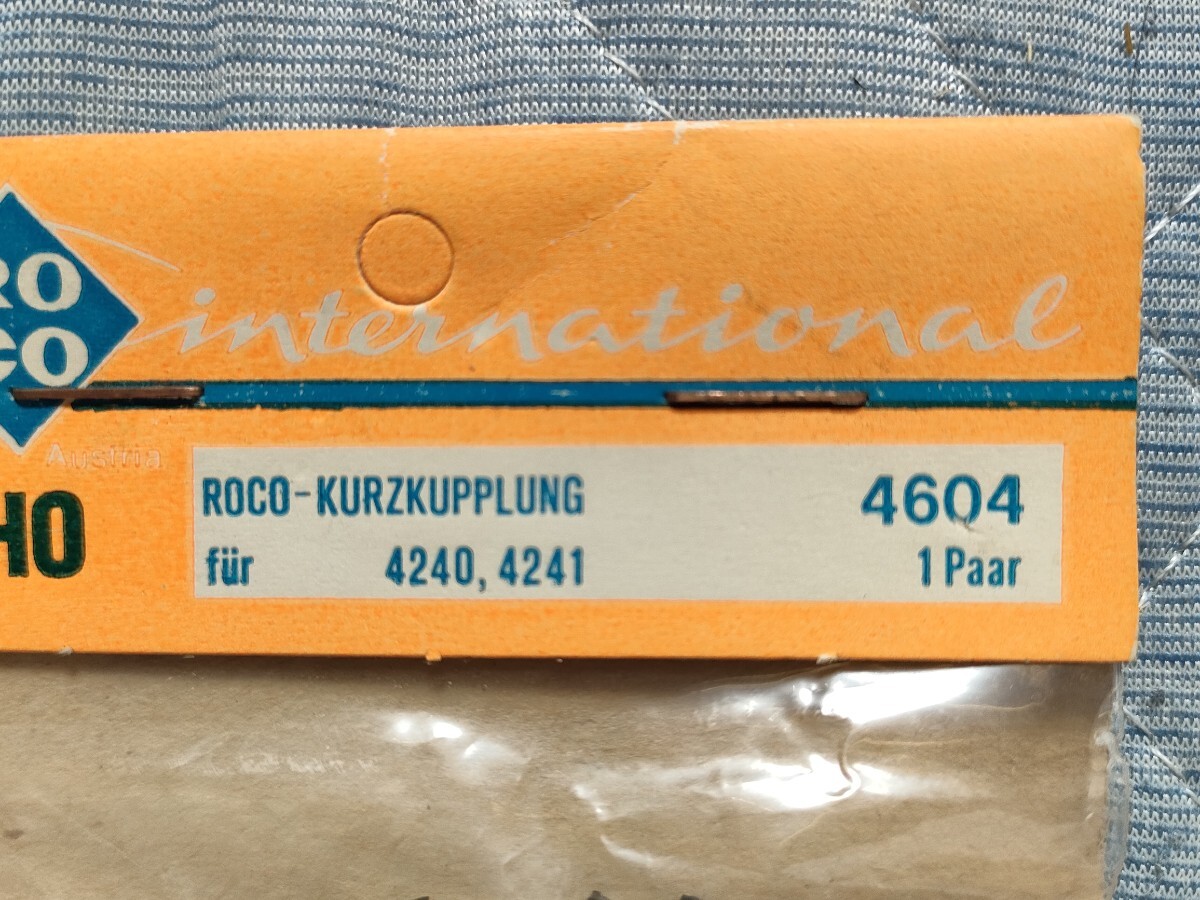 RO
CO
international
Austria
HO
ROCO-KURZKUPPLUNG 4604
für 4240, 4241 1 Paar